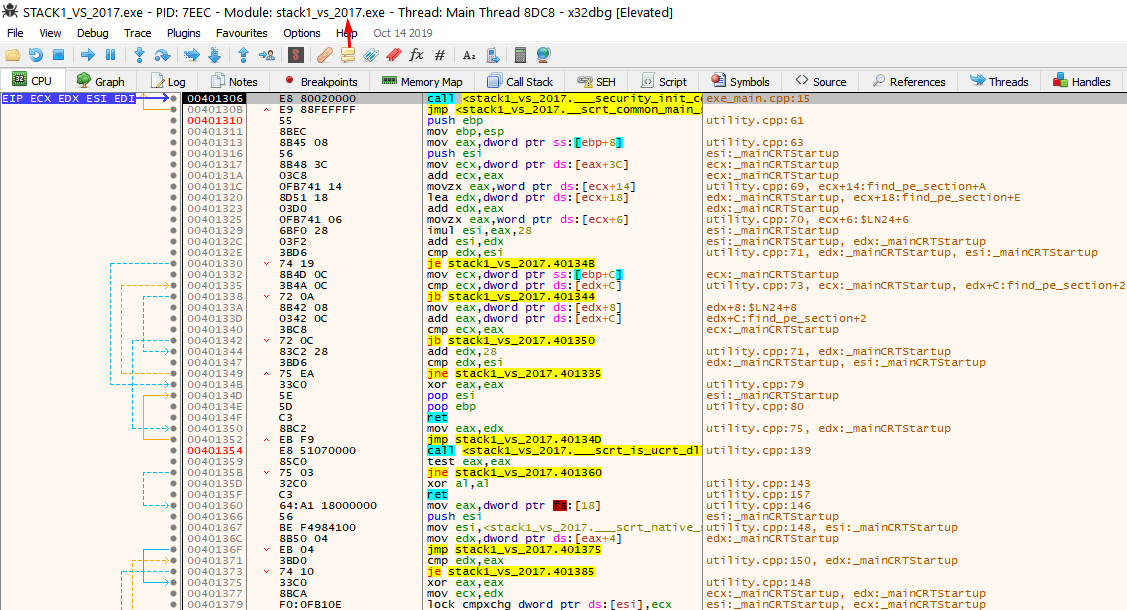 STACK1_VS_2017.exe - PID: 7EEC - Module: stack1_vs_2017.exe - Thread: Main Thread 8DC8 - x32dbg [Elevated]
File View Debug Trace Plugins Favourites Options Help Oct 14 2019
CPU Graph Log Notes Breakpoints Memory Map Call Stack SEH Script Symbols Source References Threads Handles
EIP ECX EDX ESI EDI 00401306 E8 80020000 call <stack1_vs_2017.___security_init_co exe_main.cpp:15
0040130B E9 88FEFFFF jmp <stack1_vs_2017.__scrt_common_main_s
00401310 55 push ebp utility.cpp:61
00401311 8BEC mov ebp,esp
00401313 8B45 08 mov eax,dword ptr ss:[ebp+8] utility.cpp:63
00401316 56 push esi esi:_mainCRTStartup
00401317 8B48 3C mov ecx,dword ptr ds:[eax+3C] ecx:_mainCRTStartup
0040131A 03C8 add ecx,eax ecx:_mainCRTStartup
0040131C 0FB741 14 movzx eax,word ptr ds:[ecx+14] utility.cpp:69, ecx+14:find_pe_section+A
00401320 8D51 18 lea edx,dword ptr ds:[ecx+18] edx:_mainCRTStartup, ecx+18:find_pe_section+E
00401323 03D0 add edx,eax edx:_mainCRTStartup
00401325 0FB741 06 movzx eax,word ptr ds:[ecx+6] utility.cpp:70, ecx+6:$LN24+6
00401329 6BF0 28 imul esi,eax,28 esi:_mainCRTStartup
0040132C 03F2 add esi,edx esi:_mainCRTStartup, edx:_mainCRTStartup
0040132E 3BD6 cmp edx,esi utility.cpp:71, edx:_mainCRTStartup, esi:_mainCRTStartup
00401330 74 19 je stack1_vs_2017.40134B
00401332 8B4D 0C mov ecx,dword ptr ss:[ebp+C] ecx:_mainCRTStartup
00401335 3B4A 0C cmp ecx,dword ptr ds:[edx+C] utility.cpp:73, ecx:_mainCRTStartup, edx+C:find_pe_section+2
00401338 72 0A jb stack1_vs_2017.401344
0040133A 8B42 08 mov eax,dword ptr ds:[edx+8] edx+8:$LN24+8
0040133D 0342 0C add eax,dword ptr ds:[edx+C] edx+C:find_pe_section+2
00401340 3BC8 cmp ecx,eax ecx:_mainCRTStartup
00401342 72 0C jb stack1_vs_2017.401350
00401344 83C2 28 add edx,28 utility.cpp:71, edx:_mainCRTStartup
00401347 3BD6 cmp edx,esi edx:_mainCRTStartup, esi:_mainCRTStartup
00401349 75 EA jne stack1_vs_2017.401335
0040134B 33C0 xor eax,eax utility.cpp:79
0040134D 5E pop esi esi:_mainCRTStartup
0040134E 5D pop ebp utility.cpp:80
0040134F C3 ret
00401350 8BC2 mov eax,edx utility.cpp:75, edx:_mainCRTStartup
00401352 EB F9 jmp stack1_vs_2017.40134D
00401354 E8 51070000 call <stack1_vs_2017.___scrt_is_ucrt_dll utility.cpp:139
00401359 85C0 test eax,eax
0040135B 75 03 jne stack1_vs_2017.401360
0040135D 32C0 xor al,al utility.cpp:143
0040135F C3 ret utility.cpp:157
00401360 64:A1 18000000 mov eax,dword ptr fs:[18] utility.cpp:146
00401366 56 push esi esi:_mainCRTStartup
00401367 BE F4984100 mov esi,<stack1_vs_2017.___scrt_native_s utility.cpp:148, esi:_mainCRTStartup
0040136C 8B50 04 mov edx,dword ptr ds:[eax+4] edx:_mainCRTStartup
0040136F EB 04 jmp stack1_vs_2017.401375
00401371 3BD0 cmp edx,eax utility.cpp:150, edx:_mainCRTStartup
00401373 74 10 je stack1_vs_2017.401385
00401375 33C0 xor eax,eax utility.cpp:148
00401377 8BCA mov ecx,edx ecx:_mainCRTStartup, edx:_mainCRTStartup
00401379 F0:0FB10E lock cmpxchg dword ptr ds:[esi],ecx esi:_mainCRTStartup, ecx:_mainCRTStartup